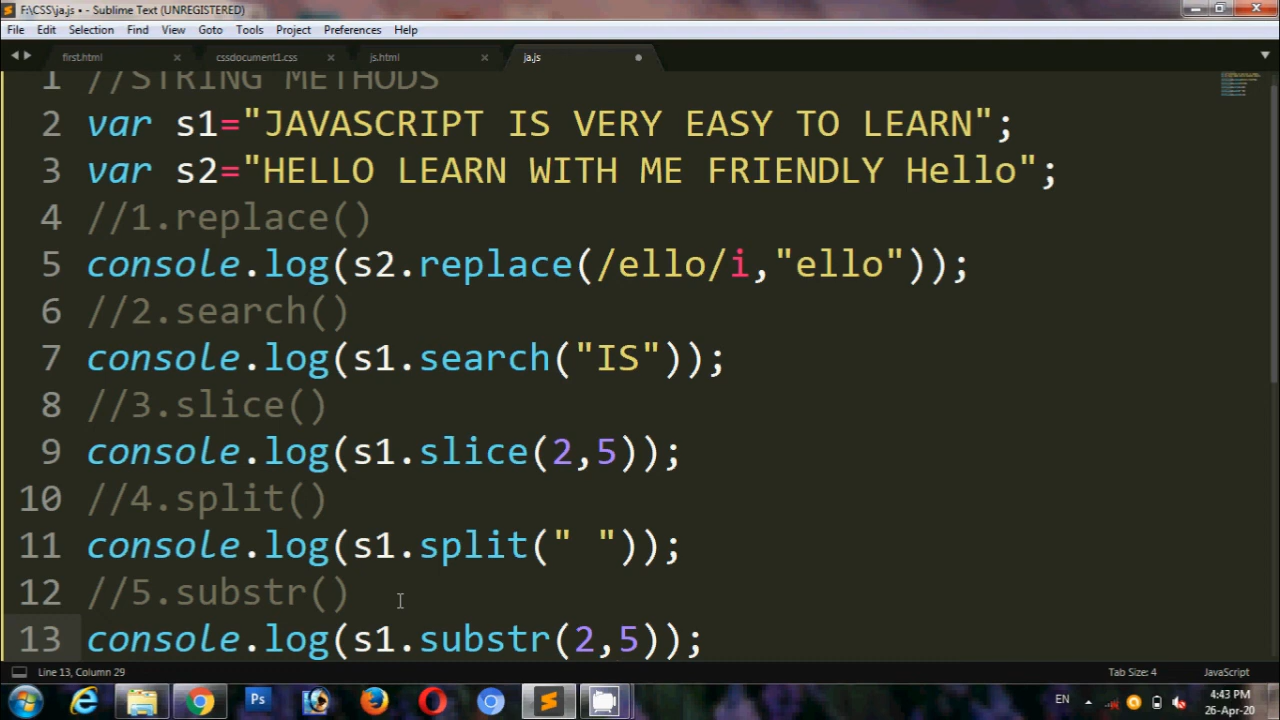 F:\CSS\ja.js • - Sublime Text (UNREGISTERED)
File Edit Selection Find View Goto Tools Project Preferences Help
first.html cssdocument1.css js.html ja.js
1 //STRING METHODS
2 var s1="JAVASCRIPT IS VERY EASY TO LEARN";
3 var s2="HELLO LEARN WITH ME FRIENDLY Hello";
4 //1.replace()
5 console.log(s2.replace(/ello/i,"ello"));
6 //2.search()
7 console.log(s1.search("IS"));
8 //3.slice()
9 console.log(s1.slice(2,5));
10 //4.split()
11 console.log(s1.split(" "));
12 //5.substr()
13 console.log(s1.substr(2,5));
Line 13, Column 29 Tab Size: 4 JavaScript
Ps EN 4:43 PM
26-Apr-20